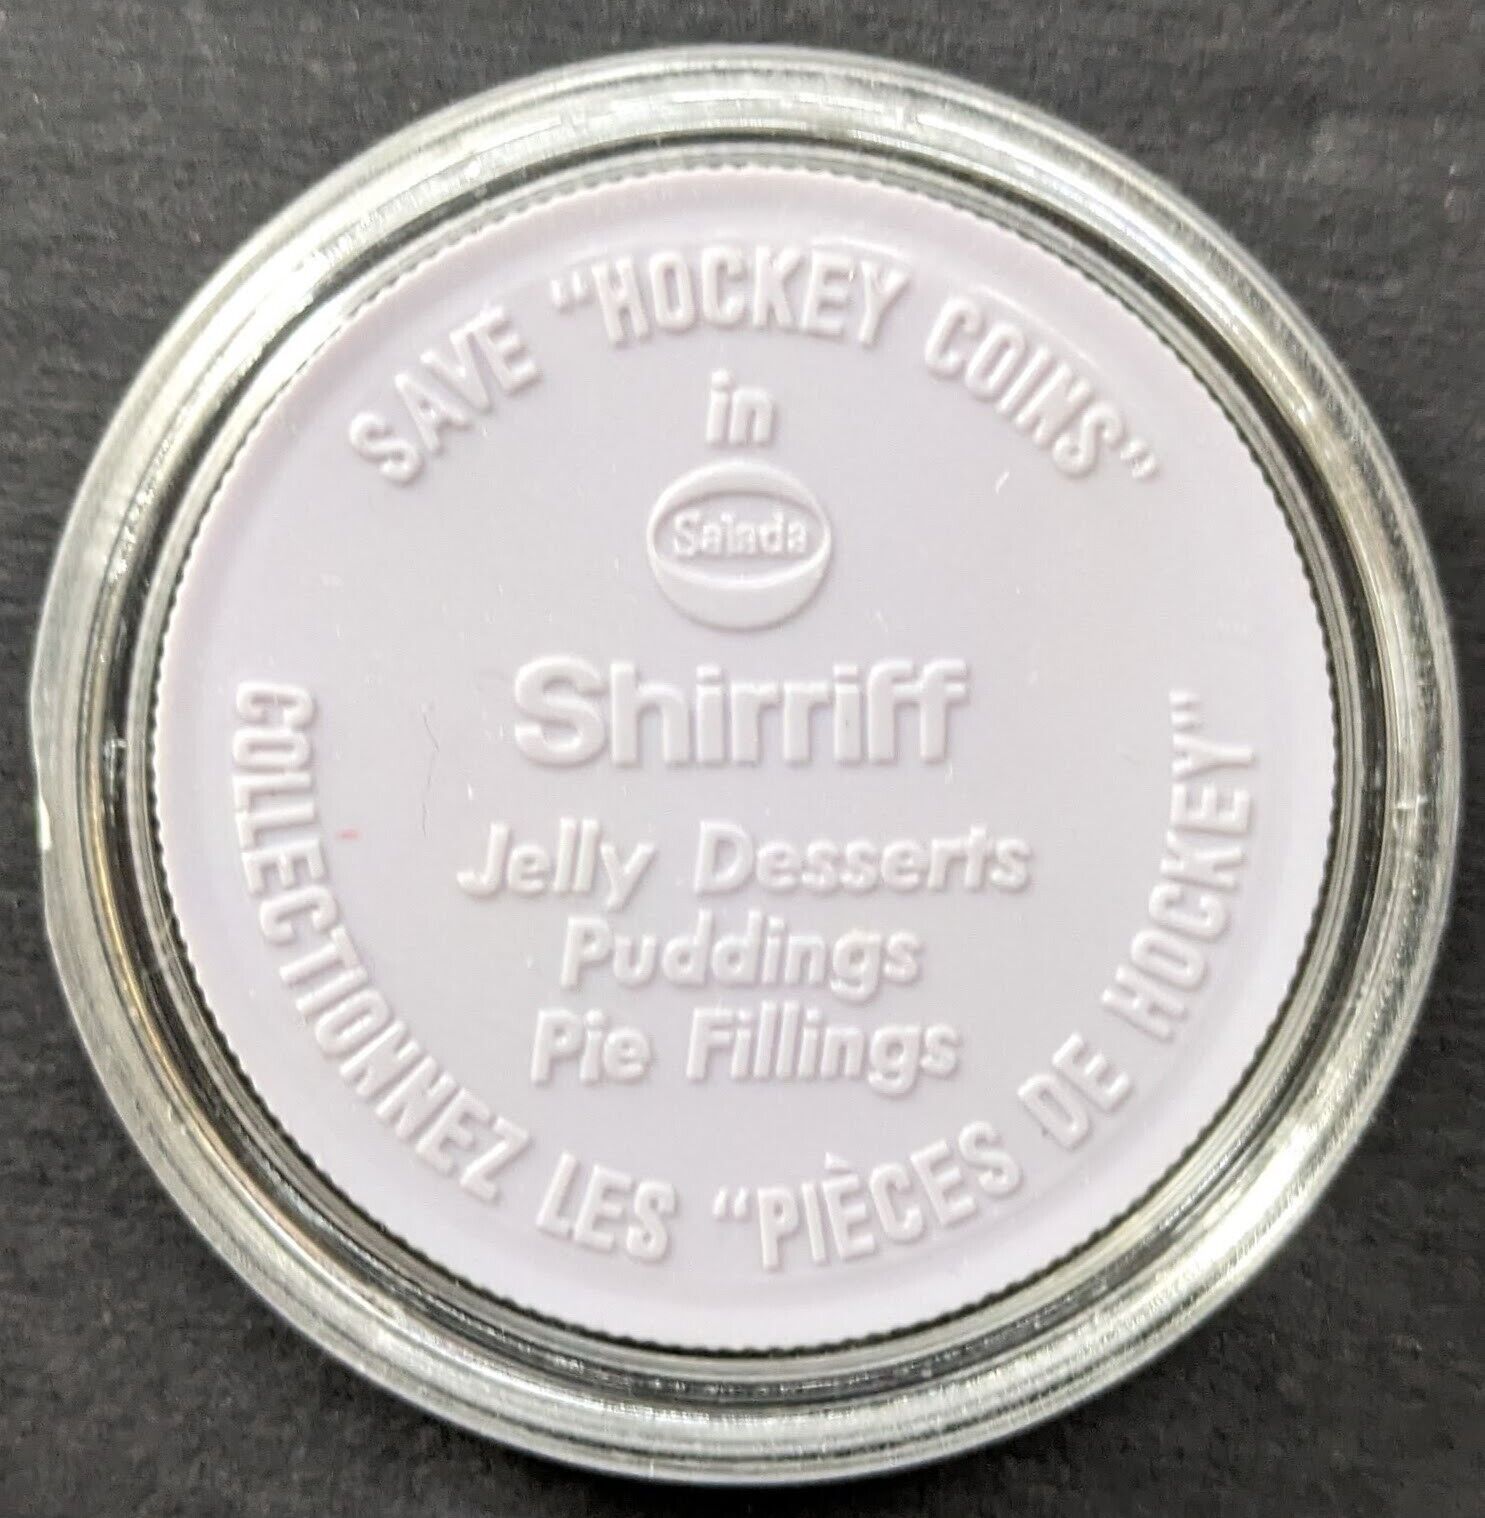 SAVE "HOCKEY COINS"
in
Salada
Shirriff
Jelly Desserts
Puddings
Pie Fillings
COLLECTIONNEZ LES "PIÈCES DE HOCKEY"